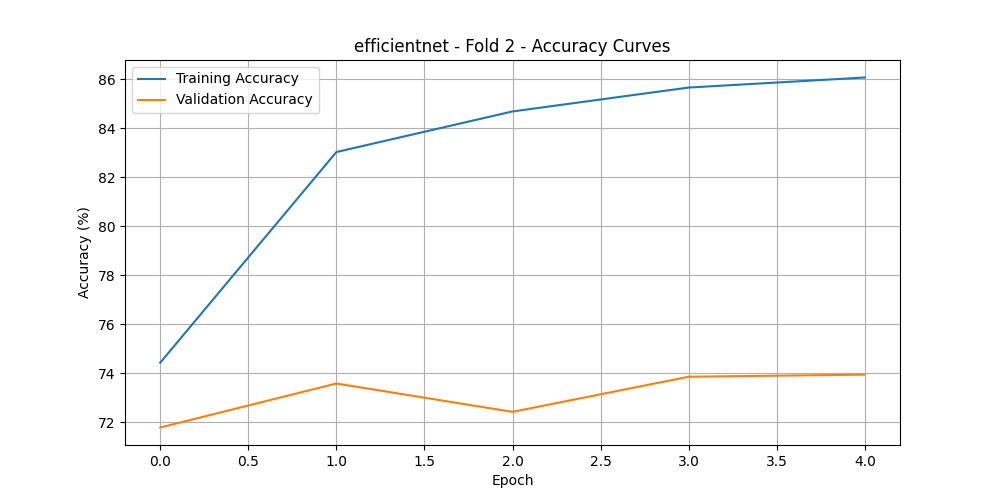 efficientnet - Fold 2 - Accuracy Curves
Training Accuracy
Validation Accuracy
Accuracy (%)
86
84
82
80
78
76
74
72
0.0 0.5 1.0 1.5 2.0 2.5 3.0 3.5 4.0
Epoch